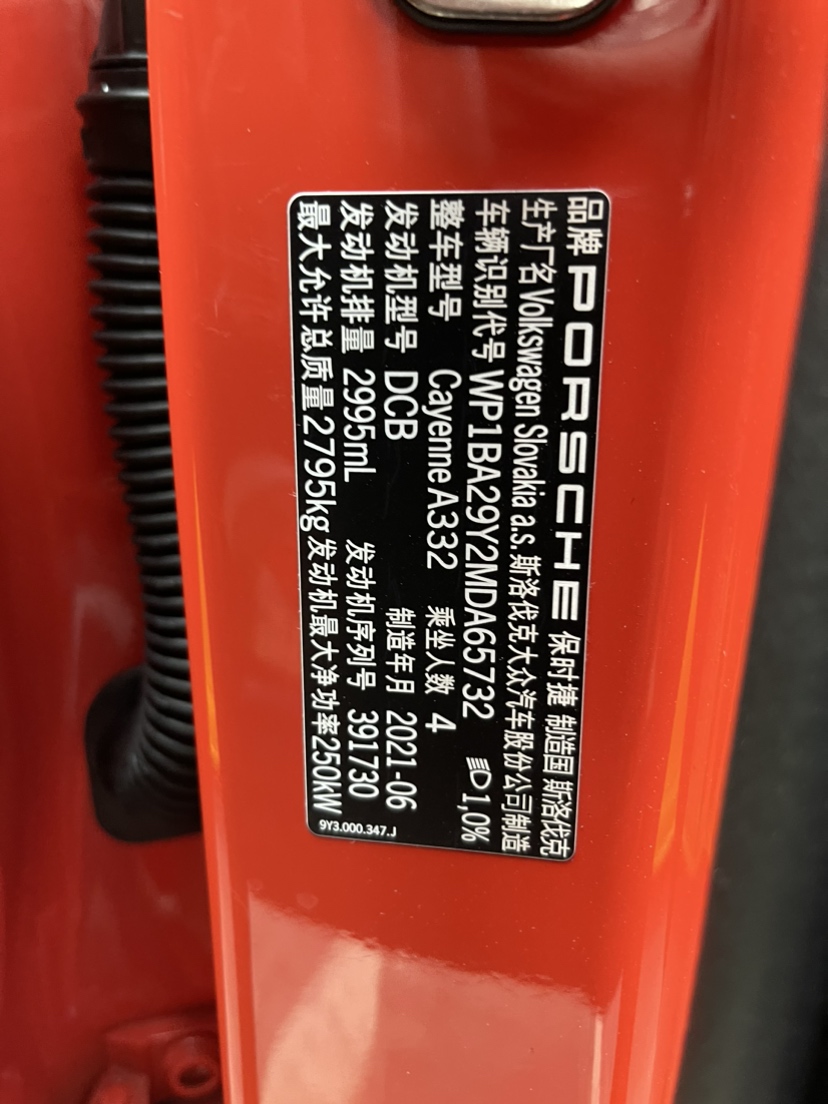 品牌 PORSCHE 保时捷 制造国 斯洛伐克
生产厂名 Volkswagen Slovakia a.s. 斯洛伐克大众汽车股份公司制造
车辆识别代号 WP1BA29Y2MDA65732 1,0%
整车型号 Cayenne A332 乘坐人数 4
发动机型号 DCB 制造年月 2021-06
发动机排量 2995mL 发动机序列号 391730
最大允许总质量 2795kg 发动机最大净功率 250kW
9Y3.000.347.J